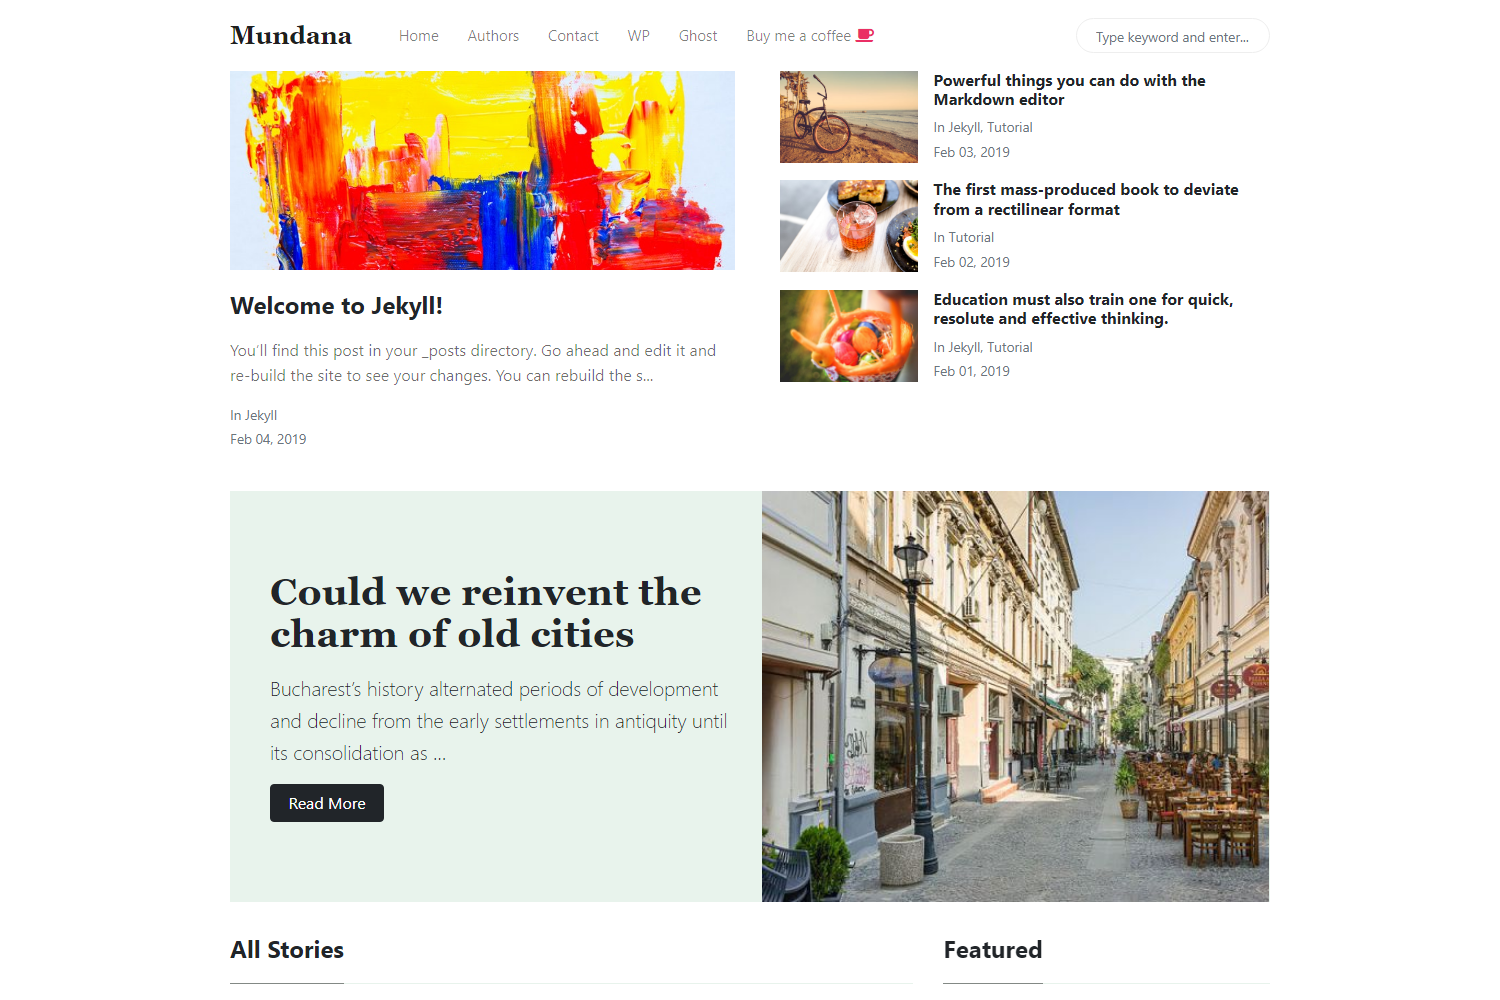 Mundana
Home
Authors
Contact
WP
Ghost
Buy me a coffee
Type keyword and enter...
Welcome to Jekyll!
You'll find this post in your _posts directory. Go ahead and edit it and
re-build the site to see your changes. You can rebuild the s...
In Jekyll
Feb 04, 2019
Powerful things you can do with the
Markdown editor
In Jekyll, Tutorial
Feb 03, 2019
The first mass-produced book to deviate
from a rectilinear format
In Tutorial
Feb 02, 2019
Education must also train one for quick,
resolute and effective thinking.
In Jekyll, Tutorial
Feb 01, 2019
Could we reinvent the
charm of old cities
Bucharest’s history alternated periods of development
and decline from the early settlements in antiquity until
its consolidation as ...
Read More
All Stories
Featured